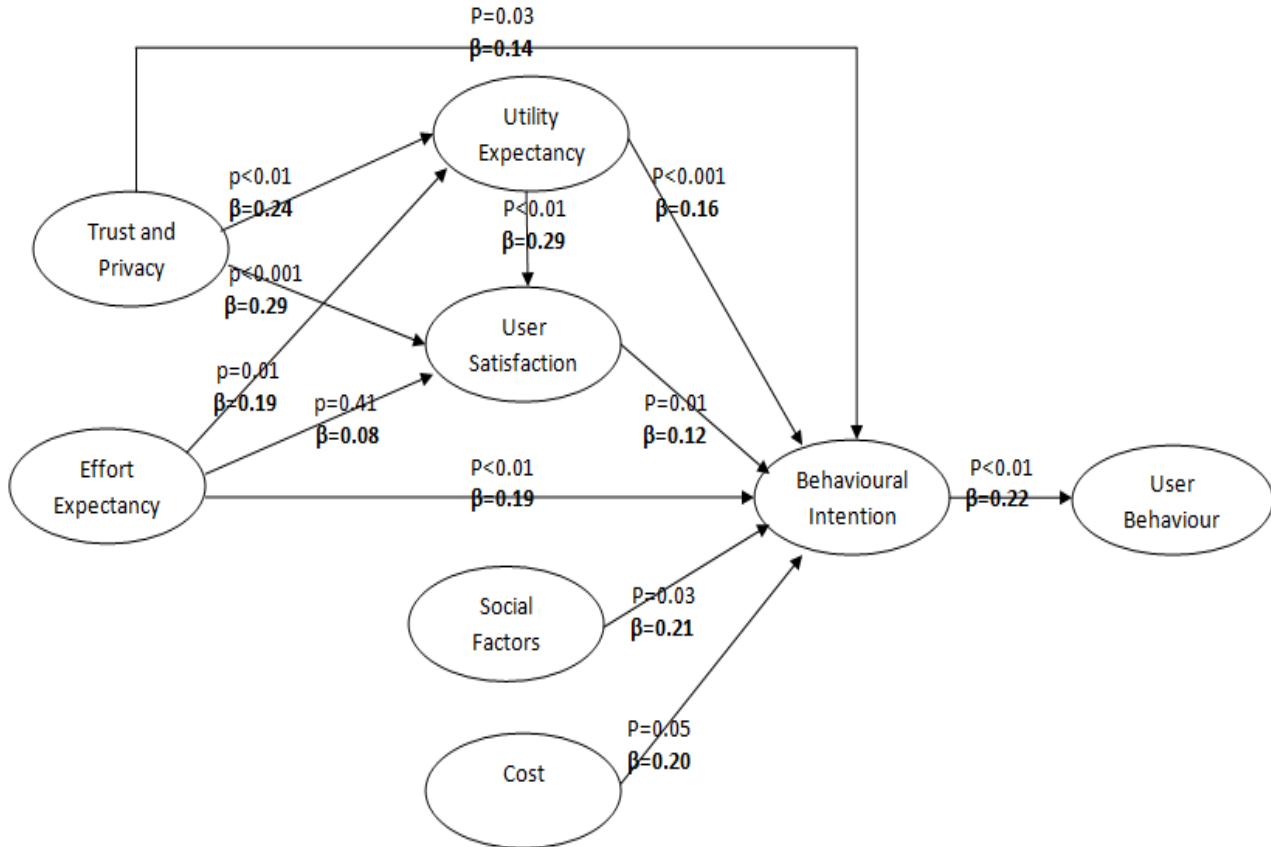 P=0.03
β=0.14
Utility
Expectancy
p<0.01
β=0.24
P<0.001
β=0.16
P<0.01
β=0.29
Trust and
Privacy
p<0.001
β=0.29
User
Satisfaction
p=0.01
β=0.19
p=0.41
β=0.08
P=0.01
β=0.12
Effort
Expectancy
P<0.01
β=0.19
Behavioural
Intention
P<0.01
β=0.22
User
Behaviour
Social
Factors
P=0.03
β=0.21
Cost
P=0.05
β=0.20